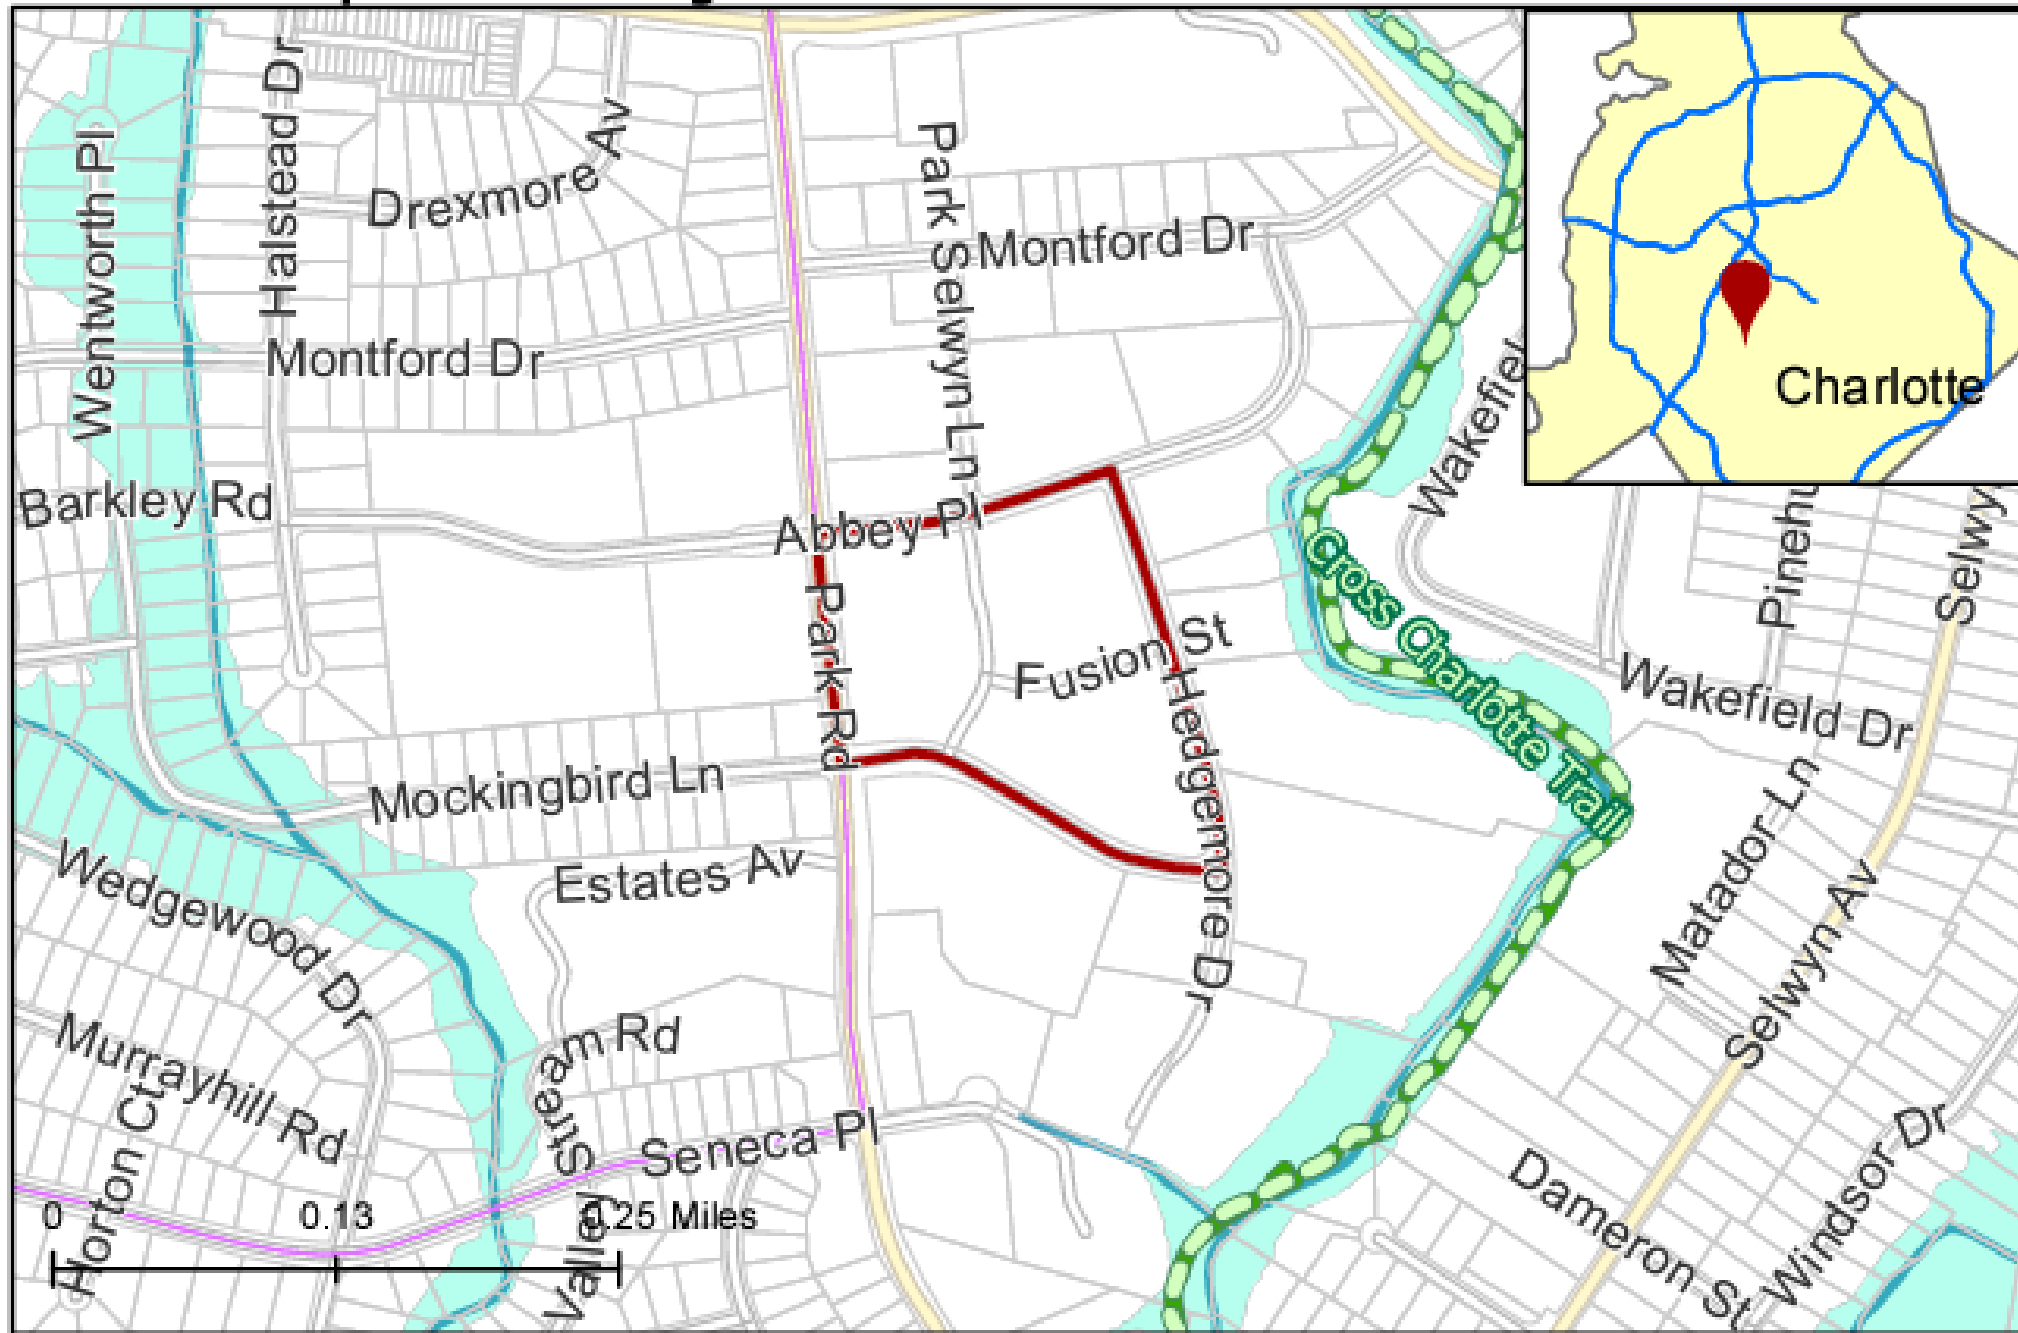 Wentworth Pl
Halstead Dr
Drexmore Av
Park Selwyn Ln
Montford Dr
Montford Dr
Charlotte
Barkley Rd
Abbey Pl
Park Rd
Fusion St
Hedgemore Dr
Cross Charlotte Trail
Wakefield Dr
Mockingbird Ln
Estates Av
Wedgewood Dr
Matador Ln
Selwyn Av
Murrayhill Rd
Stream Rd
Valley
Seneca Pl
Horton Ct
Dameron St
Windsor Dr
0
0.13
0.25 Miles